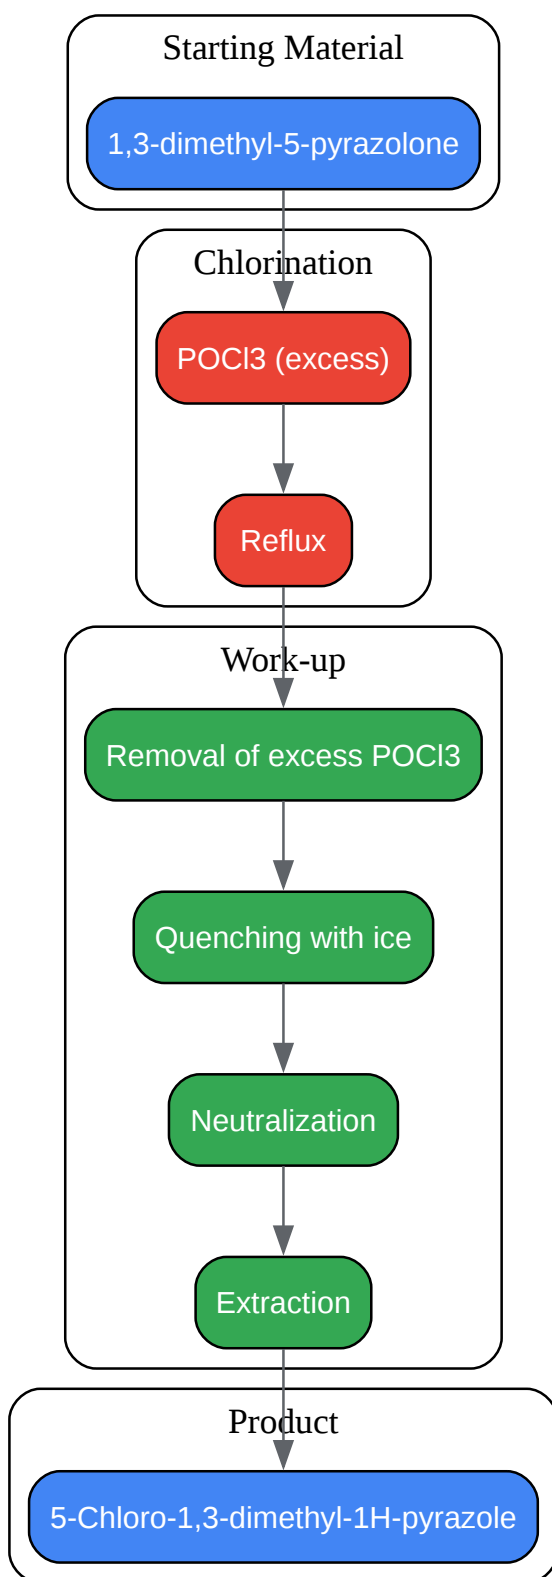 Starting Material
1,3-dimethyl-5-pyrazolone
Chlorination
POCl3 (excess)
Reflux
Work-up
Removal of excess POCl3
Quenching with ice
Neutralization
Extraction
Product
5-Chloro-1,3-dimethyl-1H-pyrazole